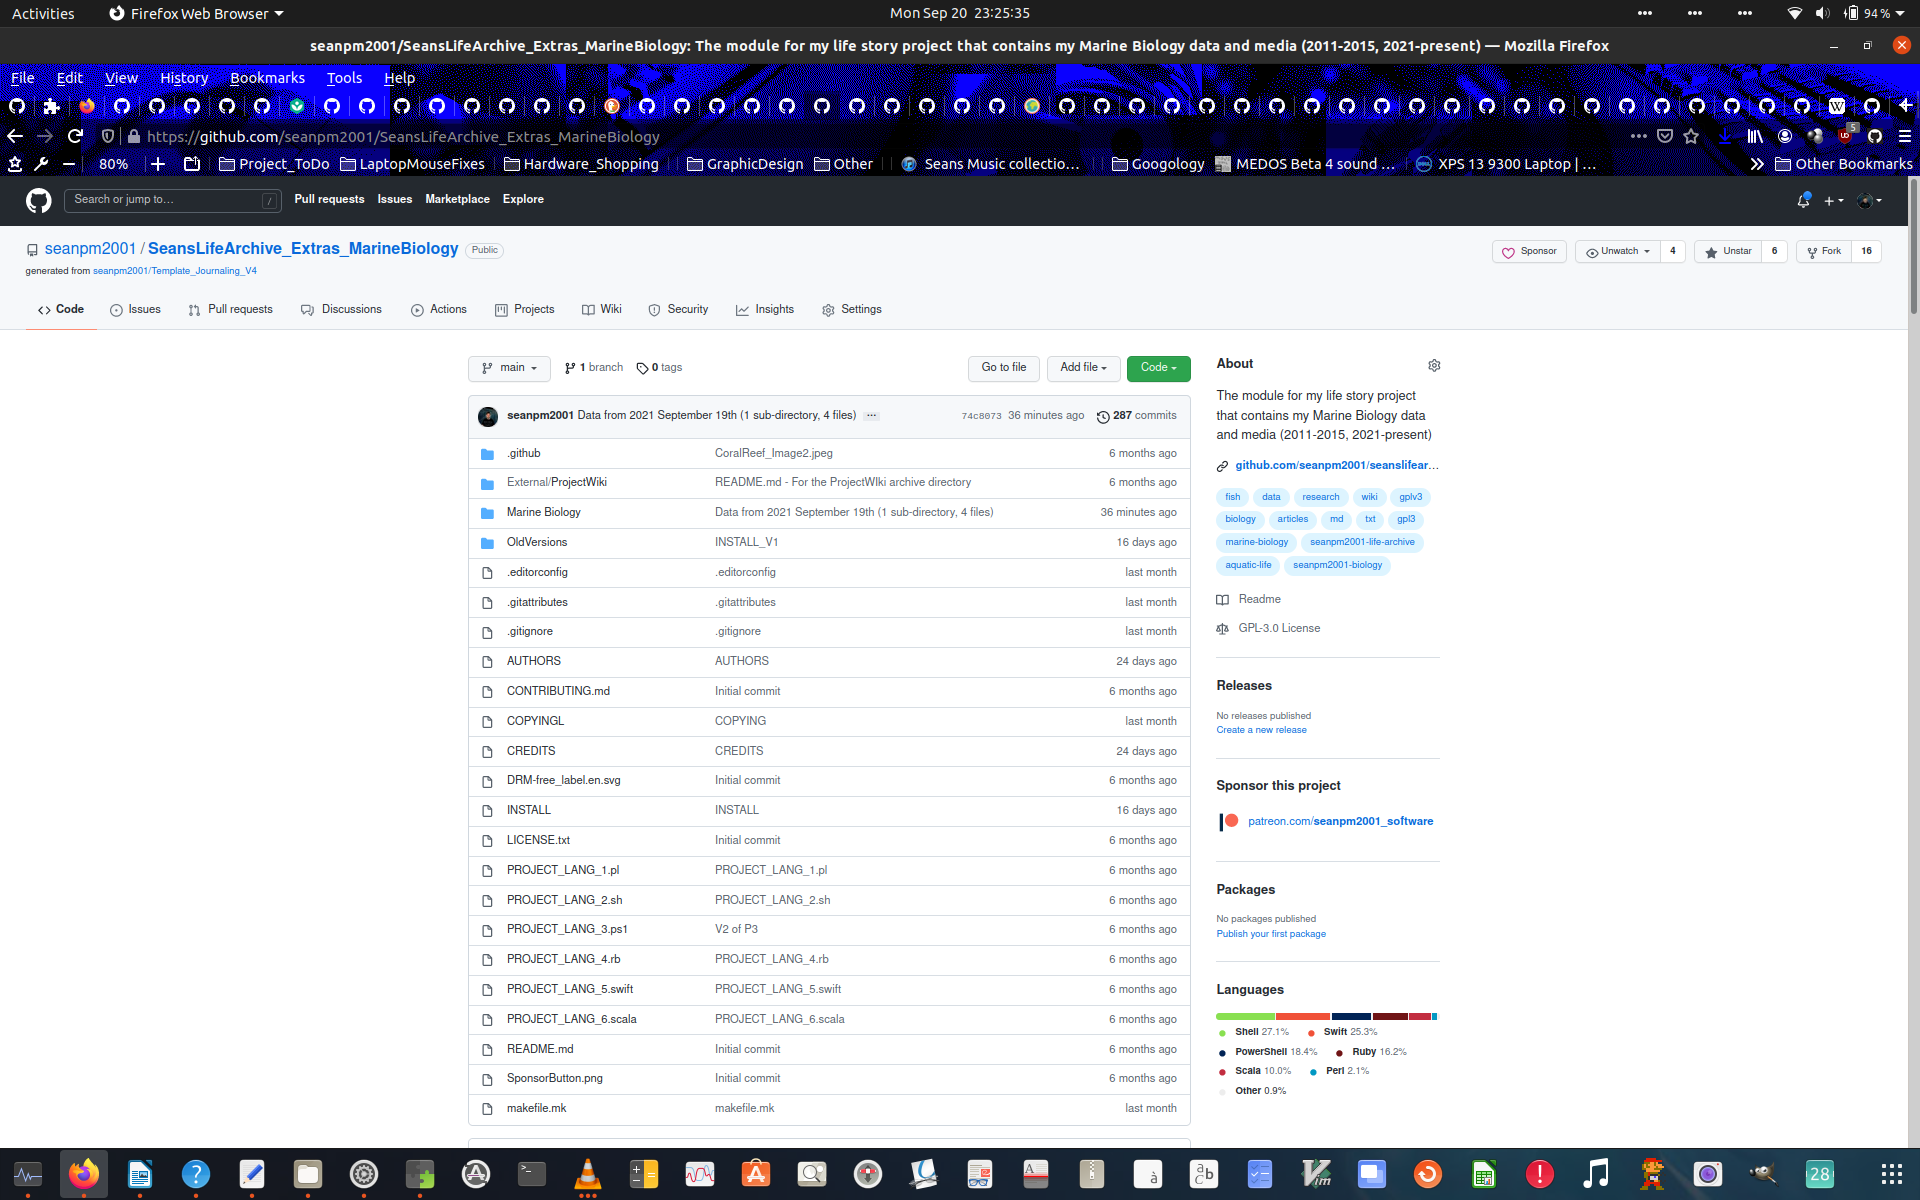 Activities
Firefox Web Browser
Mon Sep 20 23:25:35
94 %
seanpm2001/SeansLifeArchive_Extras_MarineBiology: The module for my life story project that contains my Marine Biology data and media (2011-2015, 2021-present) — Mozilla Firefox
File Edit View History Bookmarks Tools Help
https://github.com/seanpm2001/SeansLifeArchive_Extras_MarineBiology
5
80% Project_ToDo LaptopMouseFixes Hardware_Shopping GraphicDesign Other Seans Music collectio… Googology MEDOS Beta 4 sound … XPS 13 9300 Laptop | … Other Bookmarks
Search or jump to… / Pull requests Issues Marketplace Explore
seanpm2001 / SeansLifeArchive_Extras_MarineBiology Public
Sponsor Unwatch 4 Unstar 6 Fork 16
generated from seanpm2001/Template_Journaling_V4
Code Issues Pull requests Discussions Actions Projects Wiki Security Insights Settings
main 1 branch 0 tags Go to file Add file Code
seanpm2001 Data from 2021 September 19th (1 sub-directory, 4 files) ... 74c8073 36 minutes ago 287 commits
.github CoralReef_Image2.jpeg 6 months ago
External/ProjectWiki README.md - For the ProjectWIki archive directory 6 months ago
Marine Biology Data from 2021 September 19th (1 sub-directory, 4 files) 36 minutes ago
OldVersions INSTALL_V1 16 days ago
.editorconfig .editorconfig last month
.gitattributes .gitattributes last month
.gitignore .gitignore last month
AUTHORS AUTHORS 24 days ago
CONTRIBUTING.md Initial commit 6 months ago
COPYINGL COPYING last month
CREDITS CREDITS 24 days ago
DRM-free_label.en.svg Initial commit 6 months ago
INSTALL INSTALL 16 days ago
LICENSE.txt Initial commit 6 months ago
PROJECT_LANG_1.pl PROJECT_LANG_1.pl 6 months ago
PROJECT_LANG_2.sh PROJECT_LANG_2.sh 6 months ago
PROJECT_LANG_3.ps1 V2 of P3 6 months ago
PROJECT_LANG_4.rb PROJECT_LANG_4.rb 6 months ago
PROJECT_LANG_5.swift PROJECT_LANG_5.swift 6 months ago
PROJECT_LANG_6.scala PROJECT_LANG_6.scala 6 months ago
README.md Initial commit 6 months ago
SponsorButton.png Initial commit 6 months ago
makefile.mk makefile.mk last month
About
The module for my life story project
that contains my Marine Biology data
and media (2011-2015, 2021-present)
github.com/seanpm2001/seanslifear…
fish data research wiki gplv3
biology articles md txt gpl3
marine-biology seanpm2001-life-archive
aquatic-life seanpm2001-biology
Readme
GPL-3.0 License
Releases
No releases published
Create a new release
Sponsor this project
patreon.com/seanpm2001_software
Packages
No packages published
Publish your first package
Languages
Shell 27.1% Swift 25.3%
PowerShell 18.4% Ruby 16.2%
Scala 10.0% Perl 2.1%
Other 0.9%
28